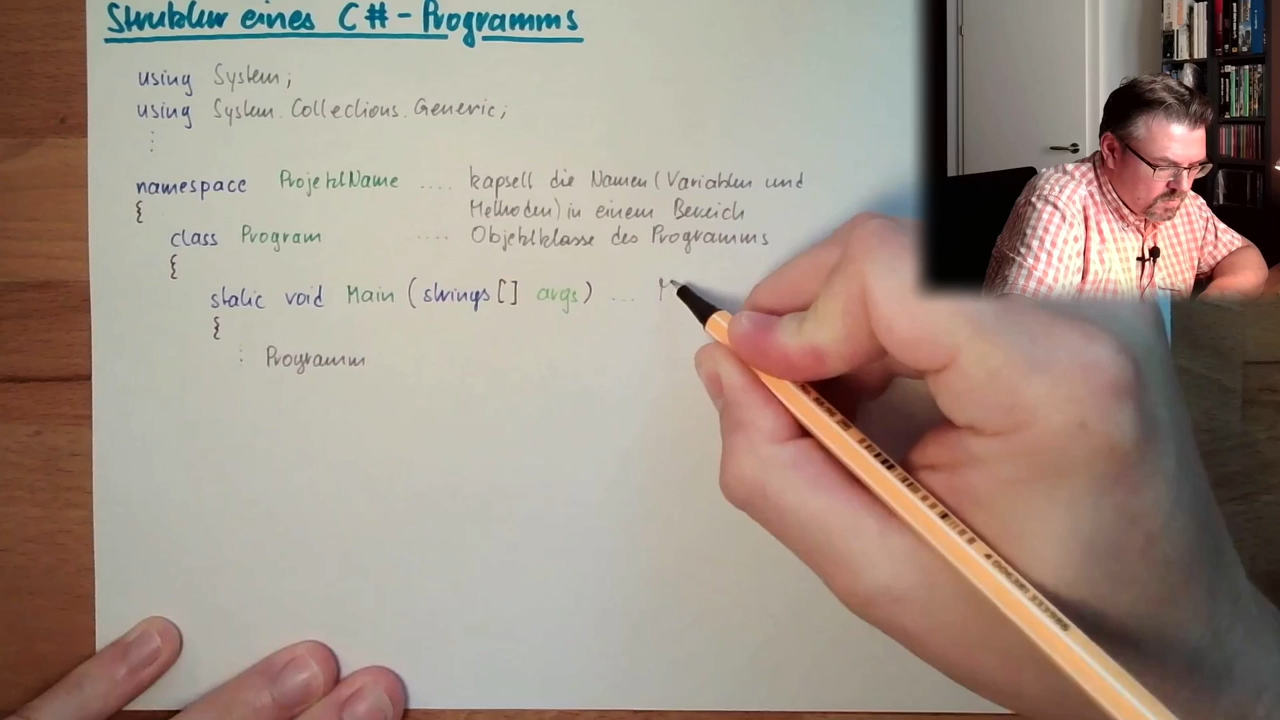 Struktur eines C# - Programms
using System;
using System.Collections.Generic;
:
namespace ProjektName .... kapselt die Namen (Variablen und
{ Methoden) in einem Bereich
class Program .... Objektklasse des Programms
{
static void Main (strings [] args) ...
{
: Programm